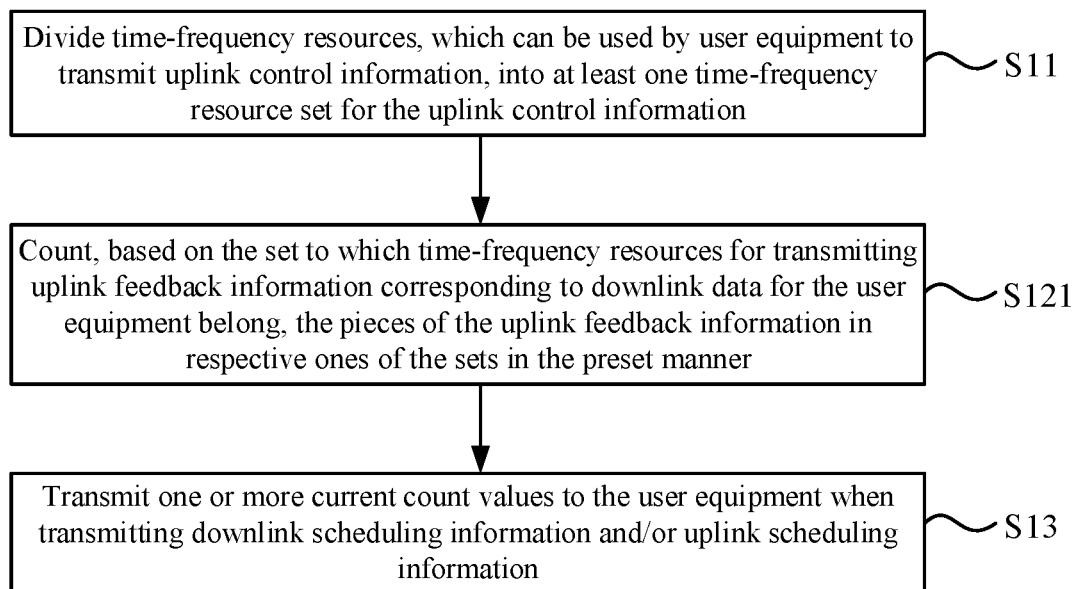 Divide time-frequency resources, which can be used by user equipment to
transmit uplink control information, into at least one time-frequency
resource set for the uplink control information
S11
Count, based on the set to which time-frequency resources for transmitting
uplink feedback information corresponding to downlink data for the user
equipment belong, the pieces of the uplink feedback information in
respective ones of the sets in the preset manner
S121
Transmit one or more current count values to the user equipment when
transmitting downlink scheduling information and/or uplink scheduling
information
S13